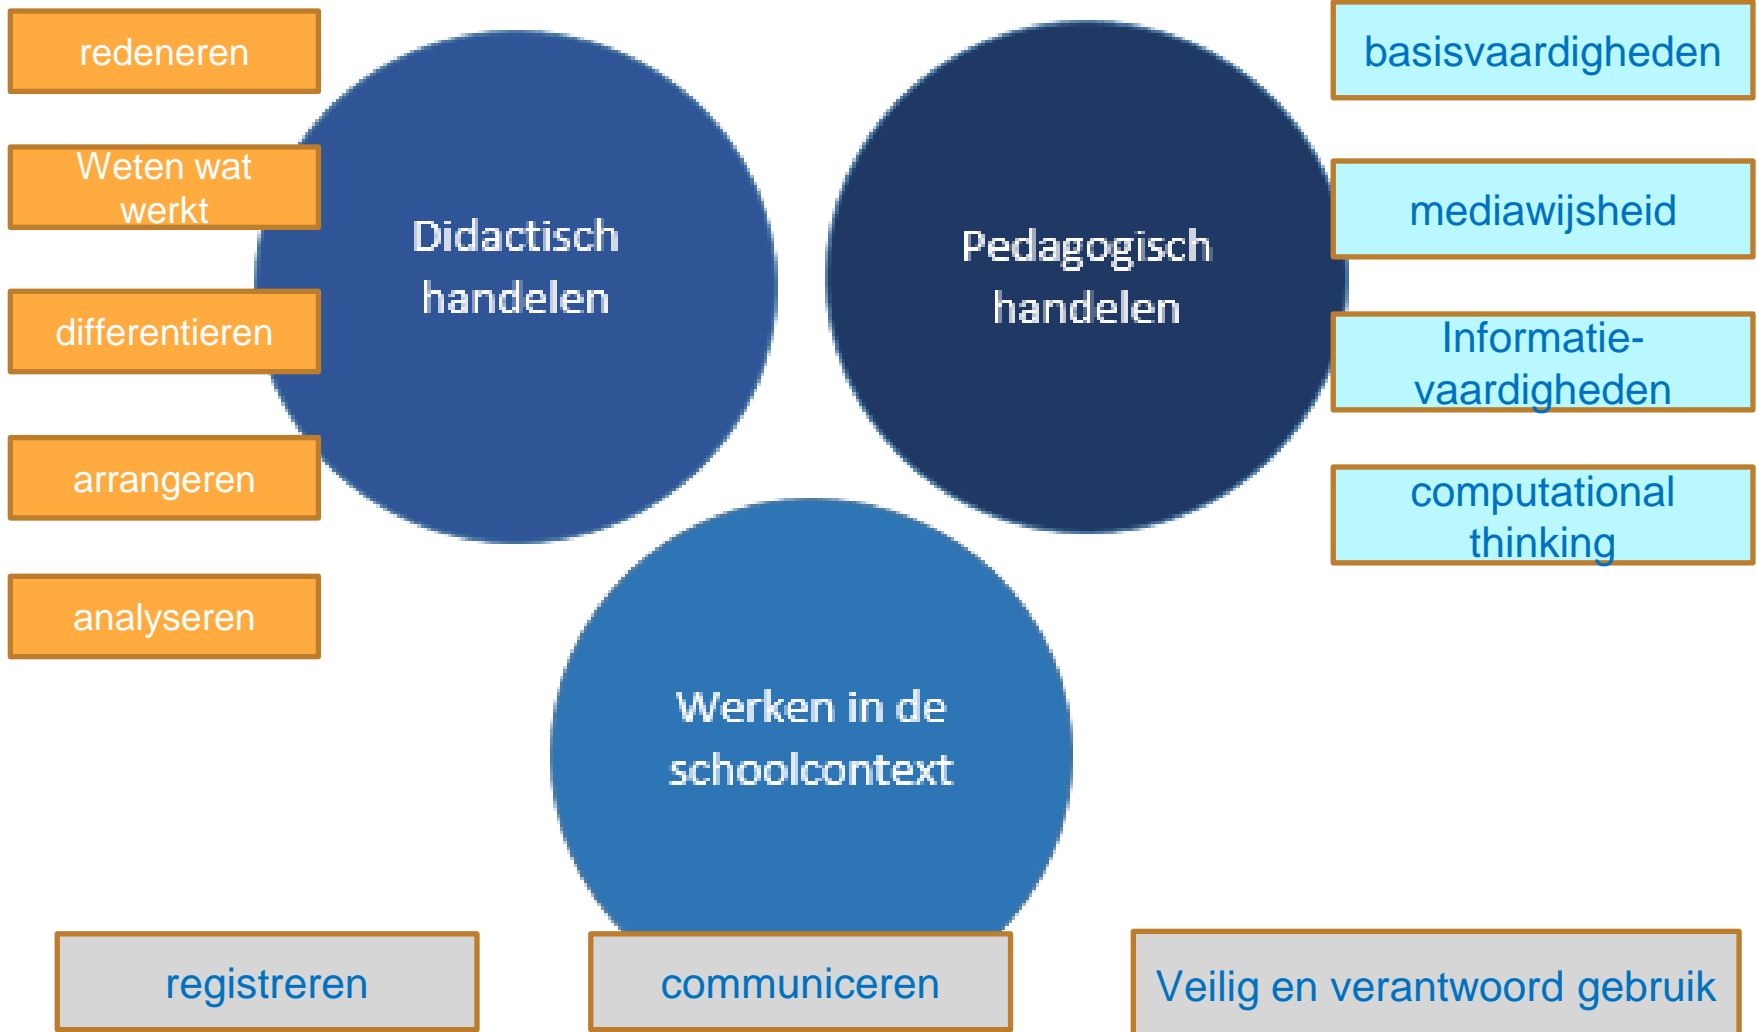 redeneren
Weten wat
werkt
differentiëren
arrangeren
analyseren
Didactisch
handelen
Pedagogisch
handelen
Werken in de
schoolcontext
basisvaardigheden
mediawijsheid
Informatie-
vaardigheden
computational
thinking
registreren
communiceren
Veilig en verantwoord gebruik